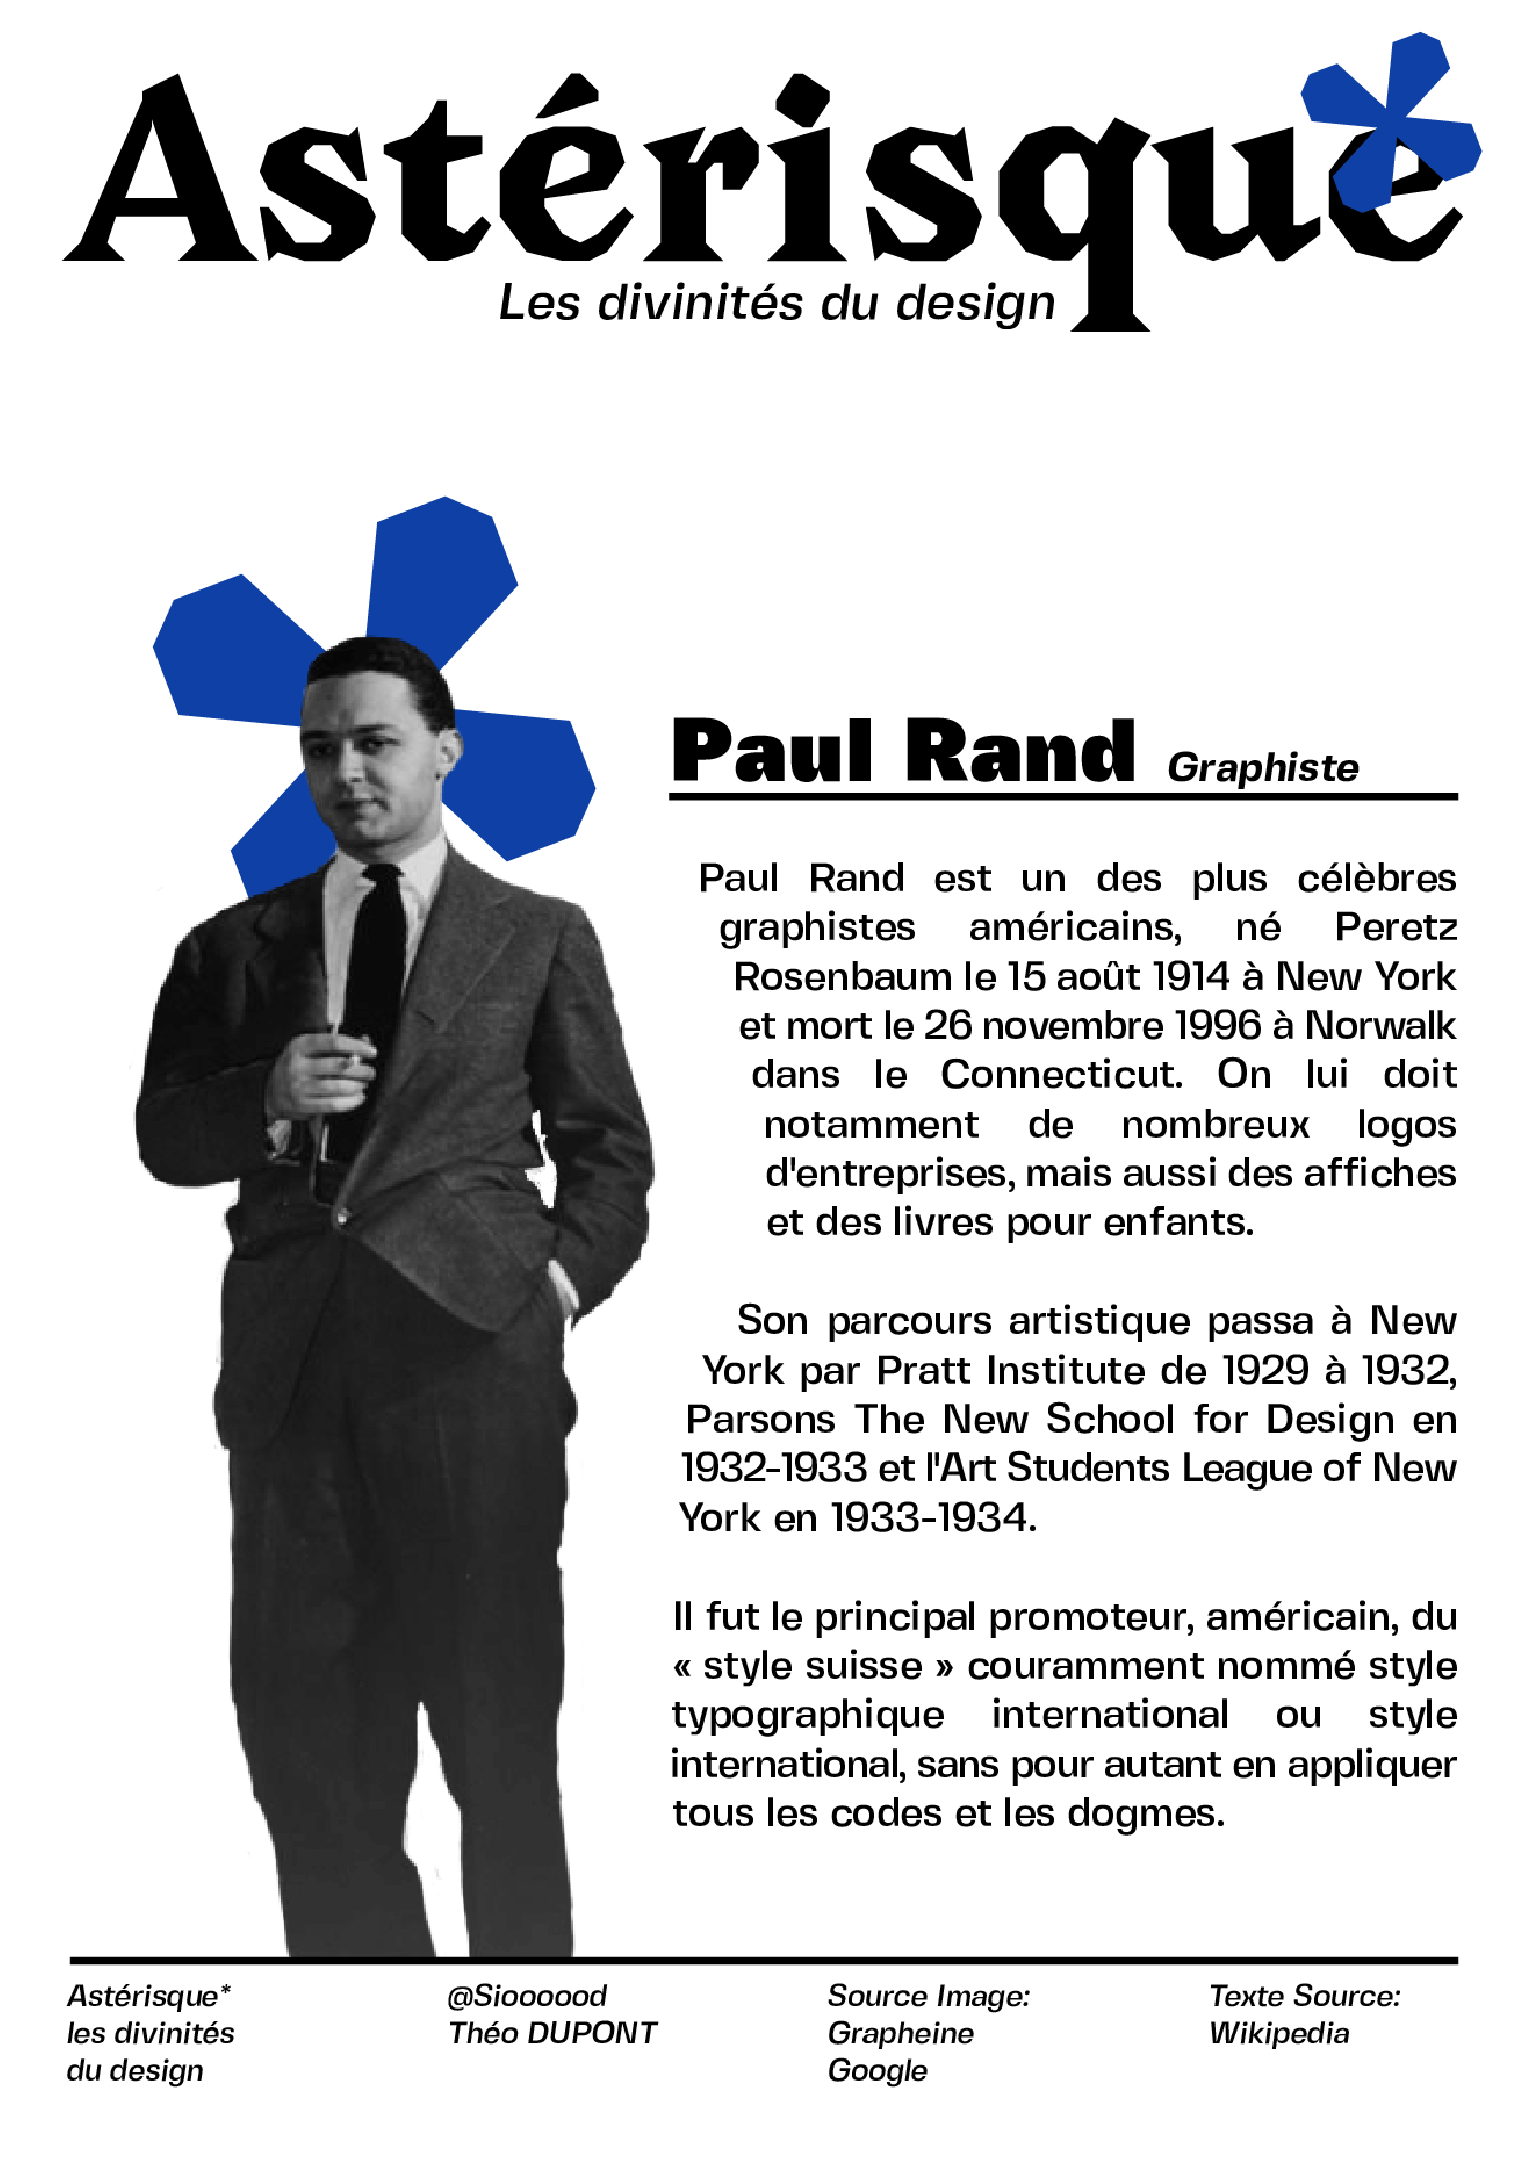 Astérisque
Les divinités du design
Paul Rand Graphiste
Paul Rand est un des plus célèbres
graphistes américains, né Peretz
Rosenbaum le 15 août 1914 à New York
et mort le 26 novembre 1996 à Norwalk
dans le Connecticut. On lui doit
notamment de nombreux logos
d'entreprises, mais aussi des affiches
et des livres pour enfants.
Son parcours artistique passa à New
York par Pratt Institute de 1929 à 1932,
Parsons The New School for Design en
1932-1933 et l'Art Students League of New
York en 1933-1934.
Il fut le principal promoteur, américain, du
« style suisse » couramment nommé style
typographique international ou style
international, sans pour autant en appliquer
tous les codes et les dogmes.
Astérisque*
les divinités
du design
@Sioooood
Théo DUPONT
Source Image:
Grapheine
Google
Texte Source:
Wikipedia